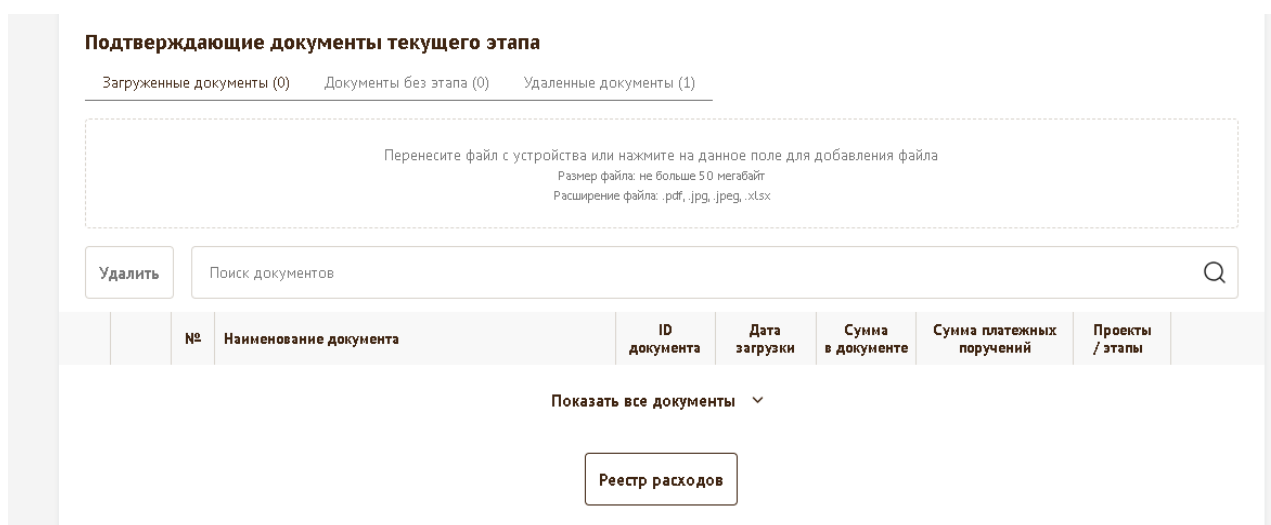 Подтверждающие документы текущего этапа
Загруженные документы (0) Документы без этапа (0) Удаленные документы (1)
Перенесите файл с устройства или нажмите на данное поле для добавления файла
Размер файла: не больше 50 мегабайт
Расширение файла: .pdf, .jpg, .jpeg, .xlsx
Удалить Поиск документов
№ Наименование документа ID документа Дата загрузки Сумма в документе Сумма платежных поручений Проекты / этапы
Показать все документы
Реестр расходов